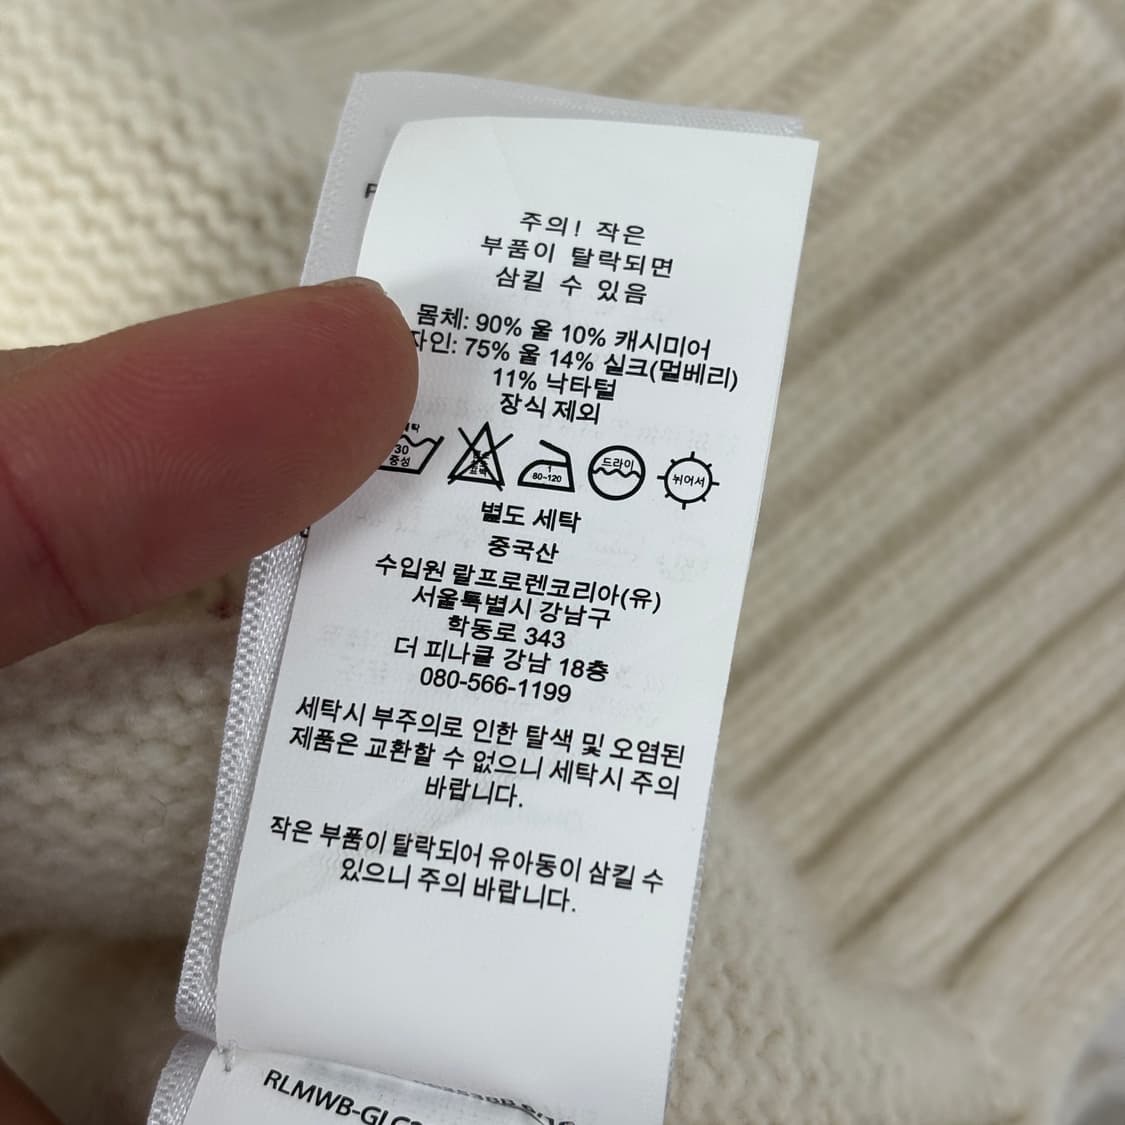 주의! 작은
부품이 탈락되면
삼킬 수 있음
몸체: 90% 울 10% 캐시미어
자인: 75% 울 14% 실크(멀베리)
11% 낙타털
장식 제외
30
중성
1
80~120
드라이
뉘어서
별도 세탁
중국산
수입원 랄프로렌코리아(유)
서울특별시 강남구
학동로 343
더 피나클 강남 18층
080-566-1199
세탁시 부주의로 인한 탈색 및 오염된
제품은 교환할 수 없으니 세탁시 주의
바랍니다.
작은 부품이 탈락되어 유아동이 삼킬 수
있으니 주의 바랍니다.